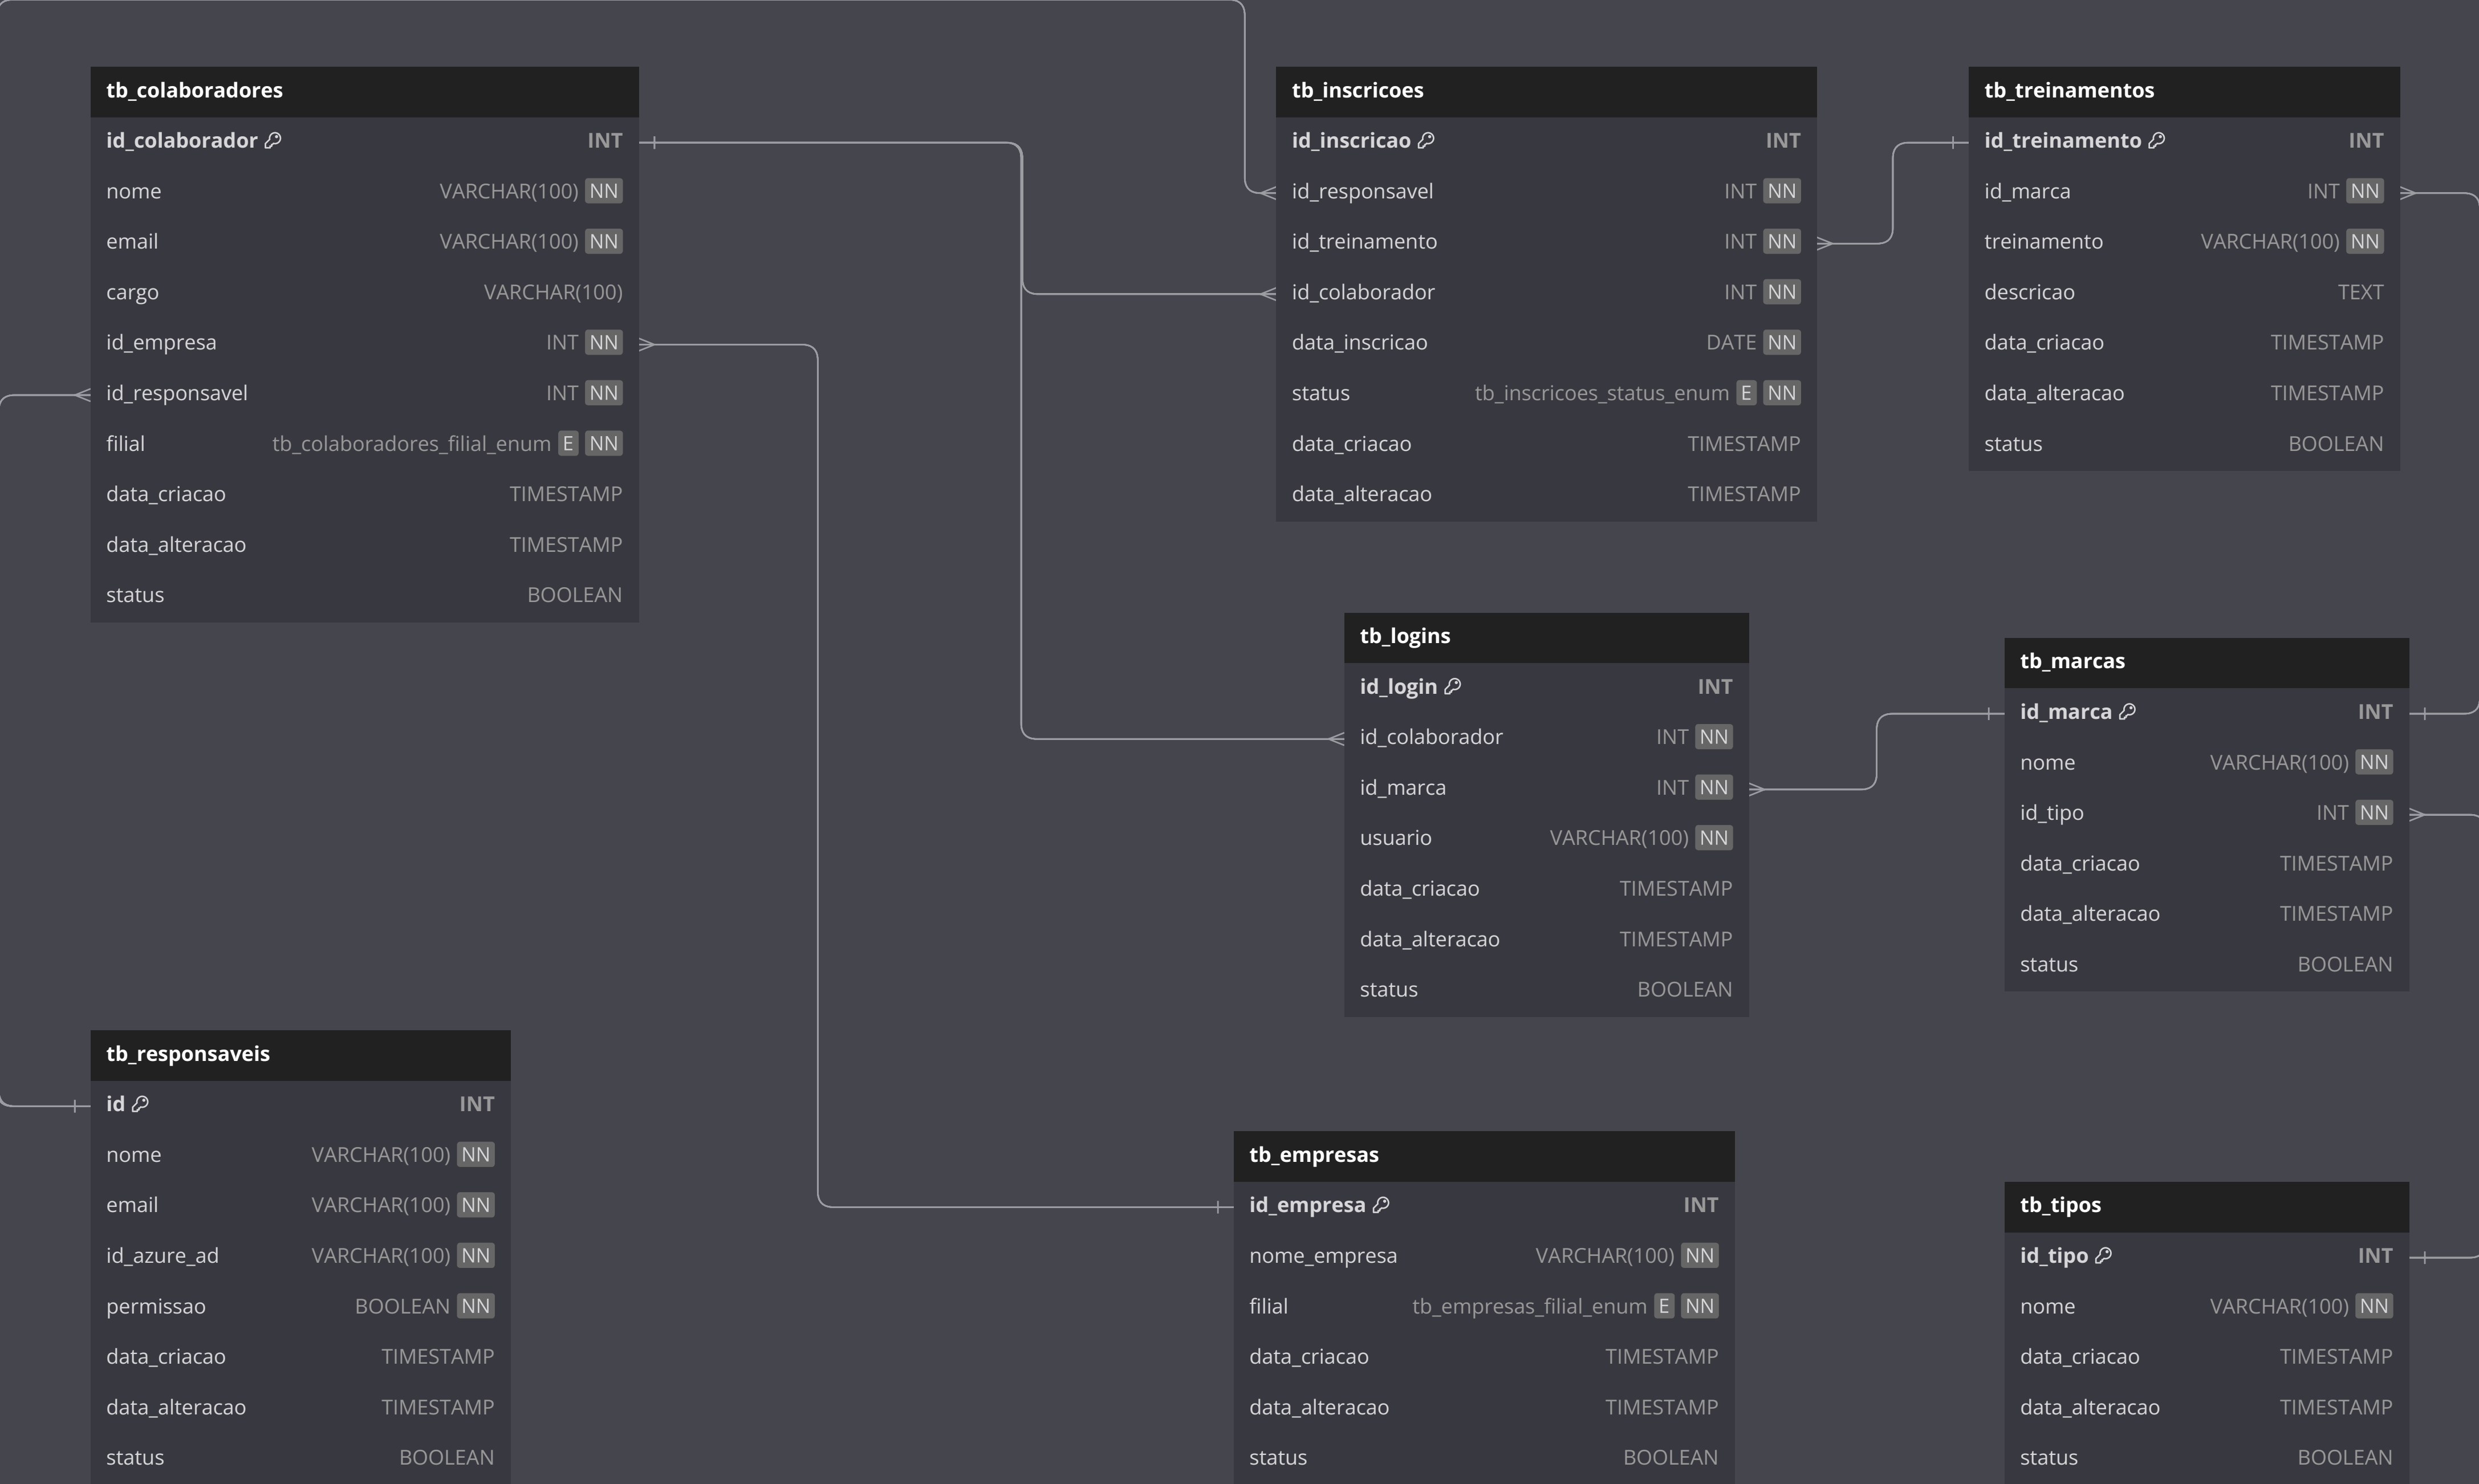 tb_colaboradores
id_colaborador INT
nome VARCHAR(100) NN
email VARCHAR(100) NN
cargo VARCHAR(100)
id_empresa INT NN
id_responsavel INT NN
filial tb_colaboradores_filial_enum E NN
data_criacao TIMESTAMP
data_alteracao TIMESTAMP
status BOOLEAN
tb_inscricoes
id_inscricao INT
id_responsavel INT NN
id_treinamento INT NN
id_colaborador INT NN
data_inscricao DATE NN
status tb_inscricoes_status_enum E NN
data_criacao TIMESTAMP
data_alteracao TIMESTAMP
tb_treinamentos
id_treinamento INT
id_marca INT NN
treinamento VARCHAR(100) NN
descricao TEXT
data_criacao TIMESTAMP
data_alteracao TIMESTAMP
status BOOLEAN
tb_logins
id_login INT
id_colaborador INT NN
id_marca INT NN
usuario VARCHAR(100) NN
data_criacao TIMESTAMP
data_alteracao TIMESTAMP
status BOOLEAN
tb_marcas
id_marca INT
nome VARCHAR(100) NN
id_tipo INT NN
data_criacao TIMESTAMP
data_alteracao TIMESTAMP
status BOOLEAN
tb_responsaveis
id INT
nome VARCHAR(100) NN
email VARCHAR(100) NN
id_azure_ad VARCHAR(100) NN
permissao BOOLEAN NN
data_criacao TIMESTAMP
data_alteracao TIMESTAMP
status BOOLEAN
tb_empresas
id_empresa INT
nome_empresa VARCHAR(100) NN
filial tb_empresas_filial_enum E NN
data_criacao TIMESTAMP
data_alteracao TIMESTAMP
status BOOLEAN
tb_tipos
id_tipo INT
nome VARCHAR(100) NN
data_criacao TIMESTAMP
data_alteracao TIMESTAMP
status BOOLEAN